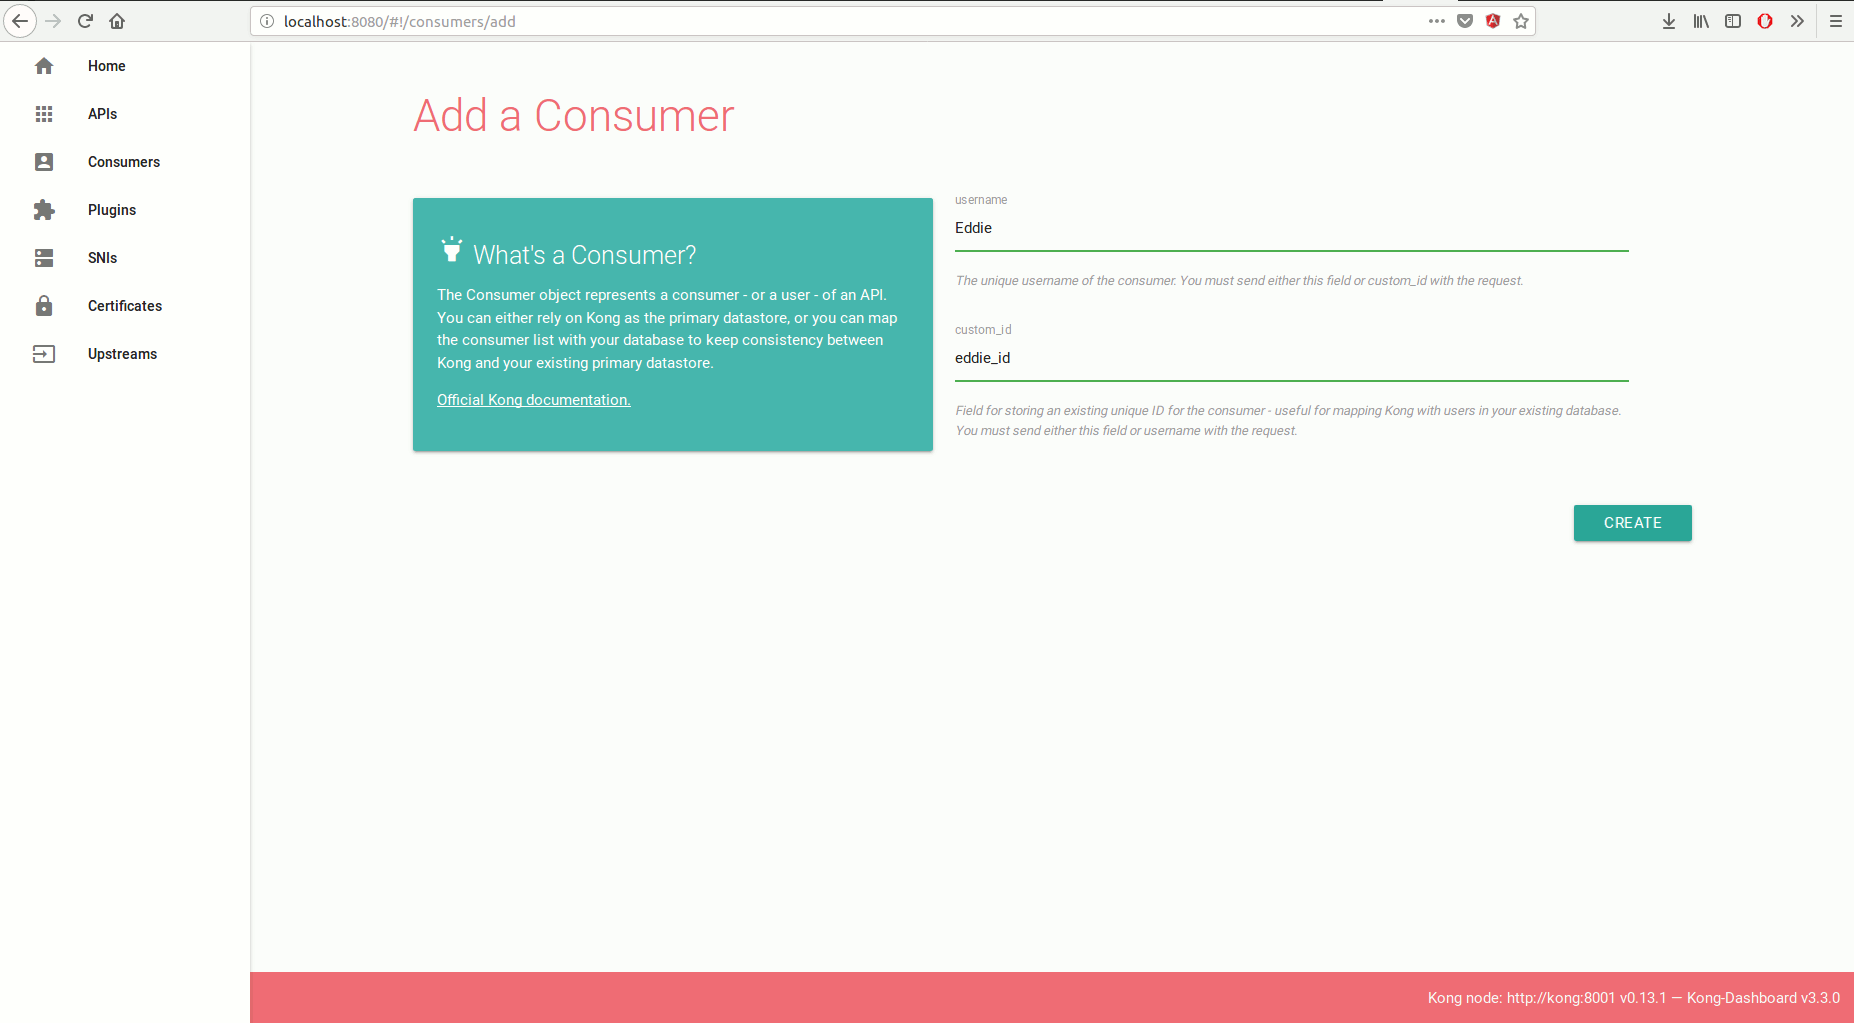 localhost:8080/#!/consumers/add
Home
APIs
Consumers
Plugins
SNIs
Certificates
Upstreams
Add a Consumer
What's a Consumer?
The Consumer object represents a consumer - or a user - of an API.
You can either rely on Kong as the primary datastore, or you can map
the consumer list with your database to keep consistency between
Kong and your existing primary datastore.
Official Kong documentation.
username
Eddie
The unique username of the consumer. You must send either this field or custom_id with the request.
custom_id
eddie_id
Field for storing an existing unique ID for the consumer - useful for mapping Kong with users in your existing database.
You must send either this field or username with the request.
CREATE
Kong node: http://kong:8001 v0.13.1 — Kong-Dashboard v3.3.0